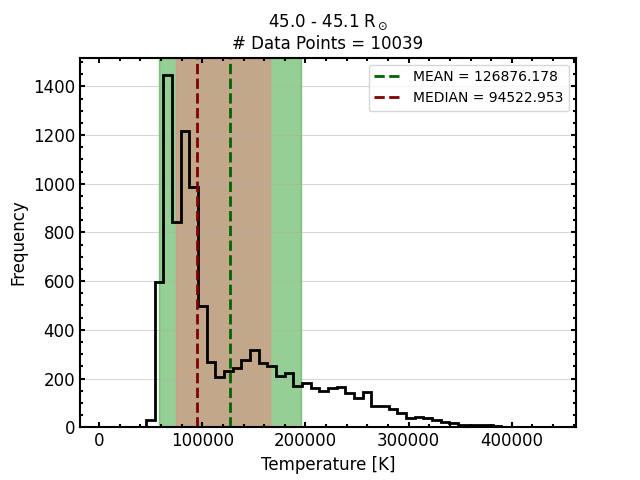 45.0 - 45.1 R⊙
# Data Points = 10039
MEAN = 126876.178
MEDIAN = 94522.953
Frequency
1400
1200
1000
800
600
400
200
0
0 100000 200000 300000 400000
Temperature [K]